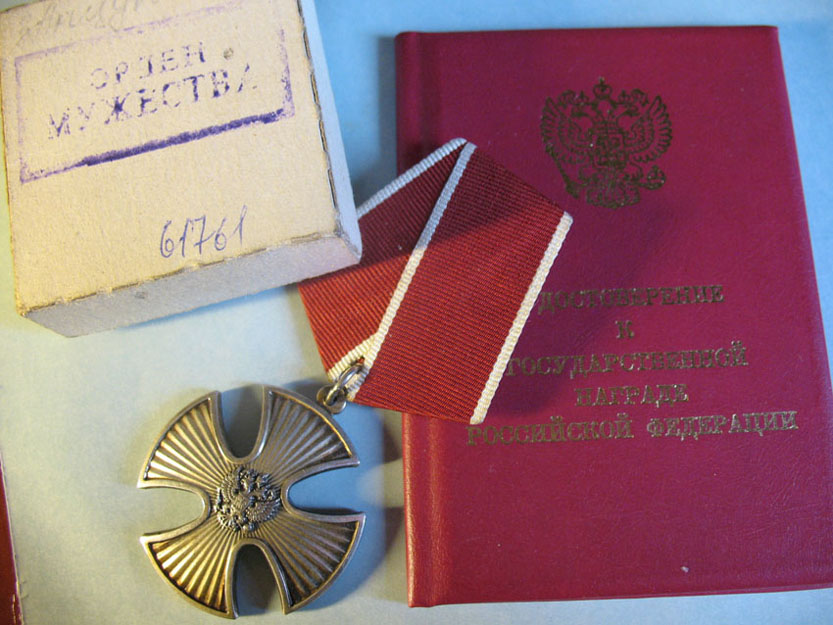 ОРДЕН
МУЖЕСТВА
61761
УДОСТОВЕРЕНИЕ
К
ГОСУДАРСТВЕННОЙ
НАГРАДЕ
РОССИЙСКОЙ ФЕДЕРАЦИИ